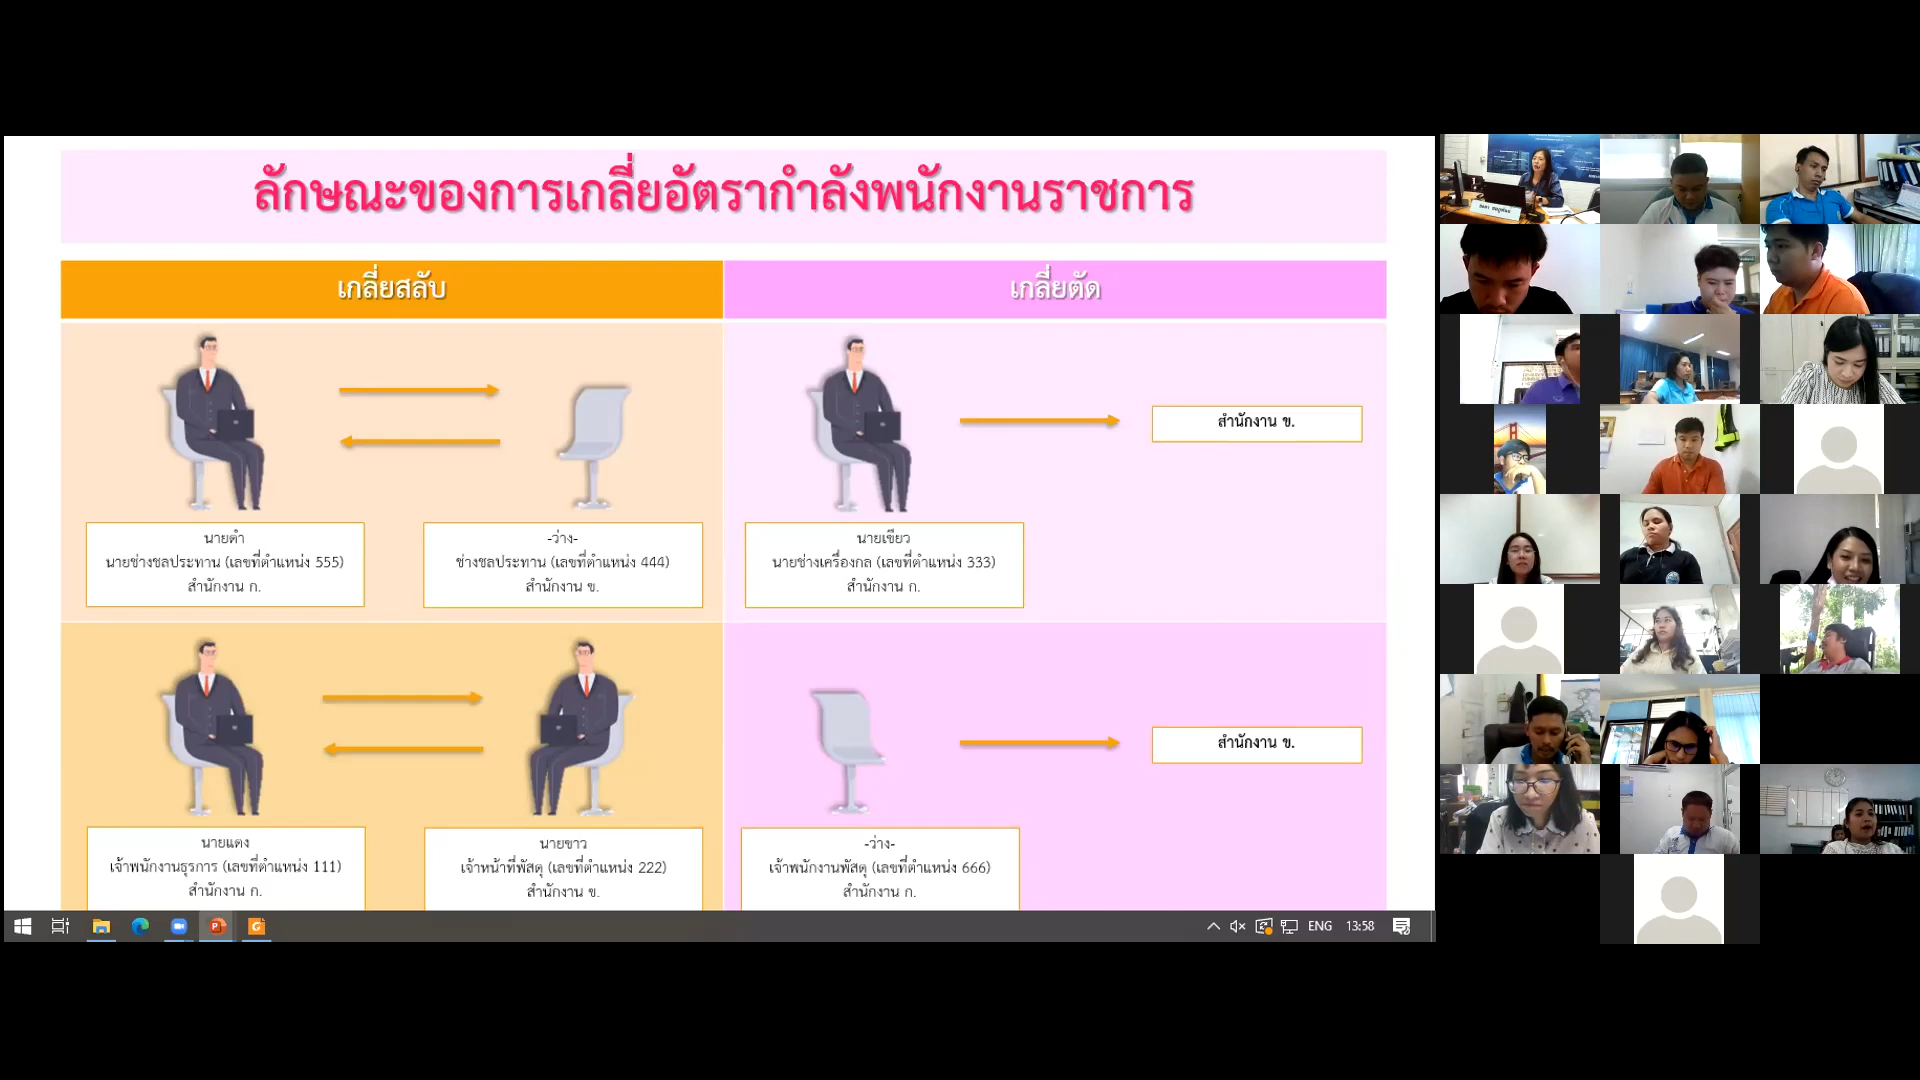 ลักษณะของการเกลี่ยอัตรากำลังพนักงานราชการ
เกลี่ยสลับ
เกลี่ยตัด
นายดำ
นายช่างชลประทาน (เลขที่ตำแหน่ง 555)
สำนักงาน ก.
-ว่าง-
ช่างชลประทาน (เลขที่ตำแหน่ง 444)
สำนักงาน ข.
นายเขียว
นายช่างเครื่องกล (เลขที่ตำแหน่ง 333)
สำนักงาน ก.
สำนักงาน ข.
นายแดง
เจ้าพนักงานธุรการ (เลขที่ตำแหน่ง 111)
สำนักงาน ก.
นายขาว
เจ้าหน้าที่พัสดุ (เลขที่ตำแหน่ง 222)
สำนักงาน ข.
-ว่าง-
เจ้าพนักงานพัสดุ (เลขที่ตำแหน่ง 666)
สำนักงาน ก.
สำนักงาน ข.
ENG 13:58